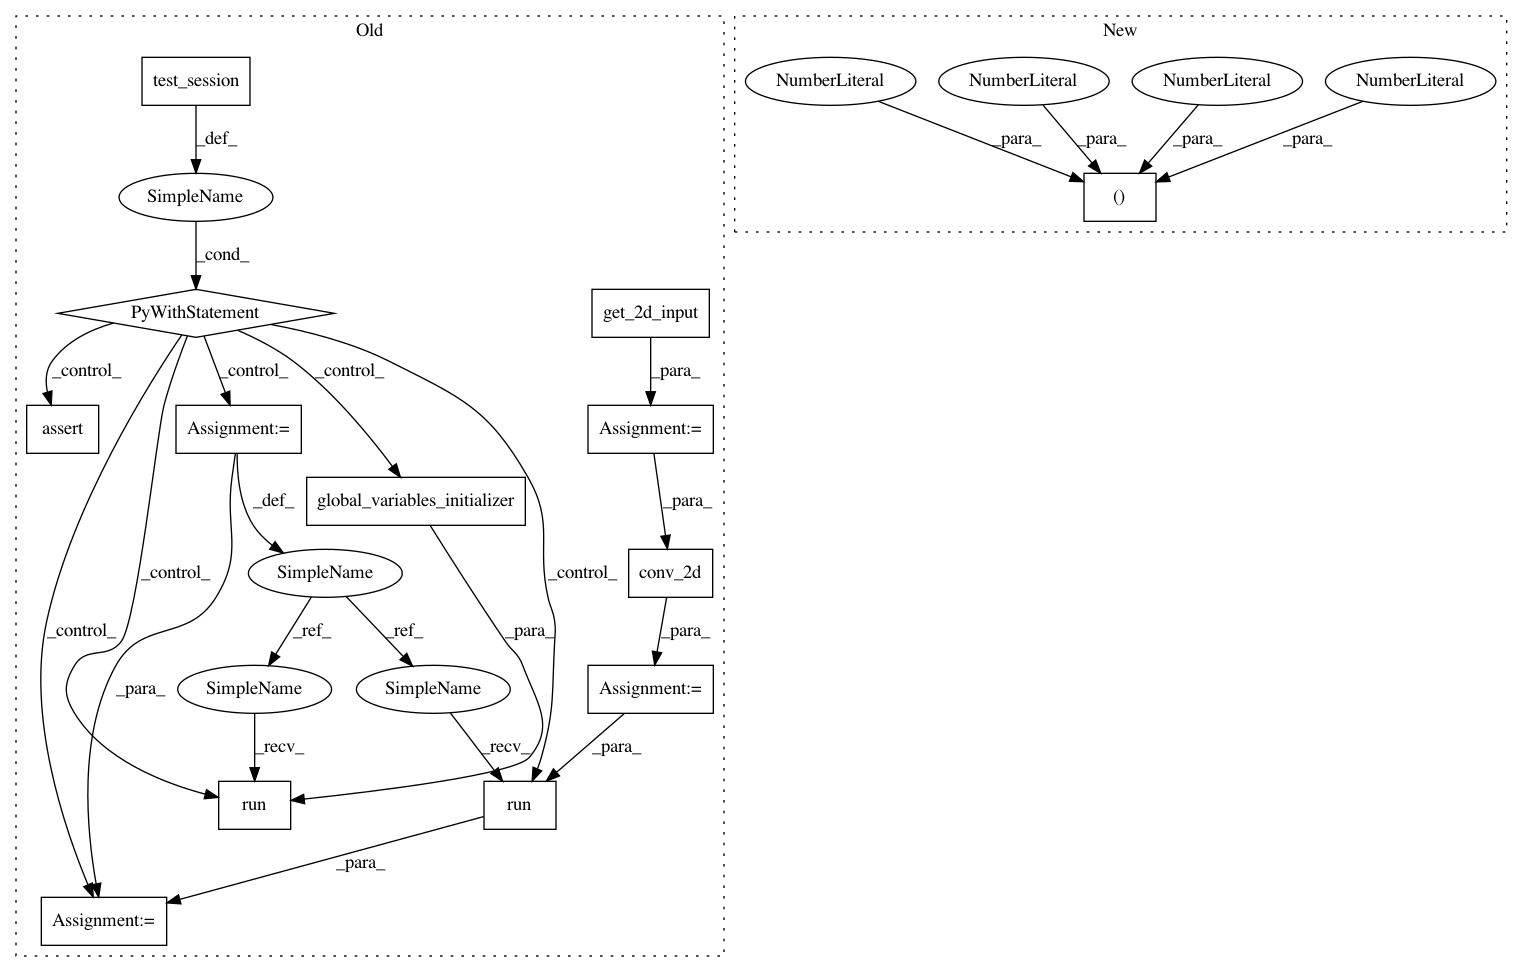 Old
New
test_session
NumberLiteral
NumberLiteral
NumberLiteral
NumberLiteral
_def_
_para_
_para_
_para_
_para_
SimpleName
()
_cond_
PyWithStatement
get_2d_input
_control_
_control_
_control_
_para_
assert
Assignment:=
Assignment:=
_def_
global_variables_initializer
_para_
_control_
_control_
SimpleName
conv_2d
_control_
_ref_
_ref_
_para_
_para_
_para_
SimpleName
SimpleName
Assignment:=
_recv_
_recv_
_para_
run
run
_para_
Assignment:=